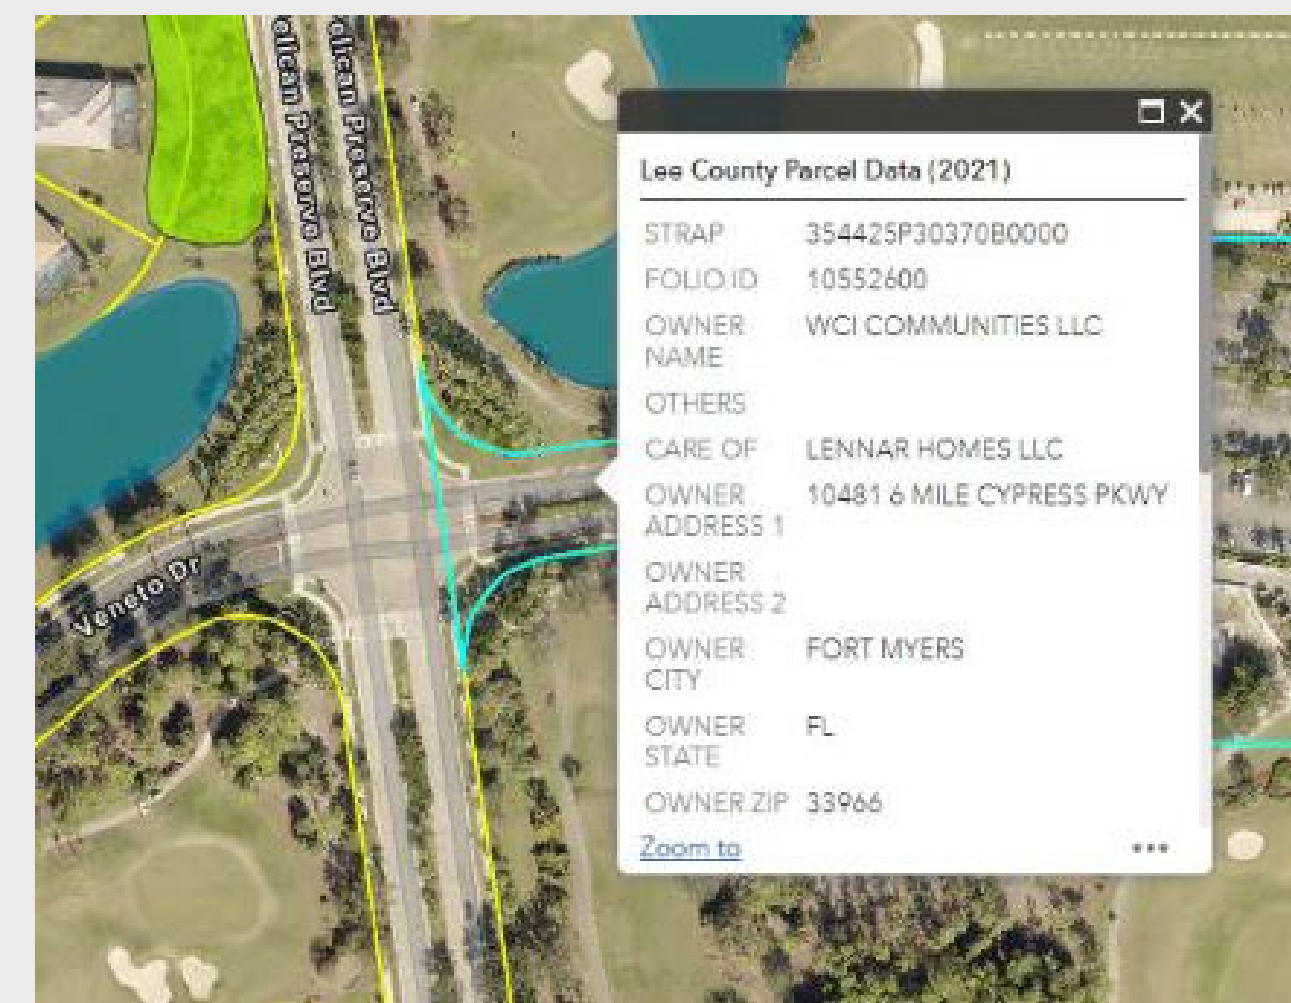 elican Preserve Blvd
elican Preserve Blvd
Veneto Dr
Lee County Parcel Data (2021)
STRAP 354425P30370B0000
FOLIO ID 10552600
OWNER NAME WCI COMMUNITIES LLC
OTHERS
CARE OF LENNAR HOMES LLC
OWNER ADDRESS 1 10481 6 MILE CYPRESS PKWY
OWNER ADDRESS 2
OWNER CITY FORT MYERS
OWNER STATE FL
OWNER ZIP 33966
Zoom to